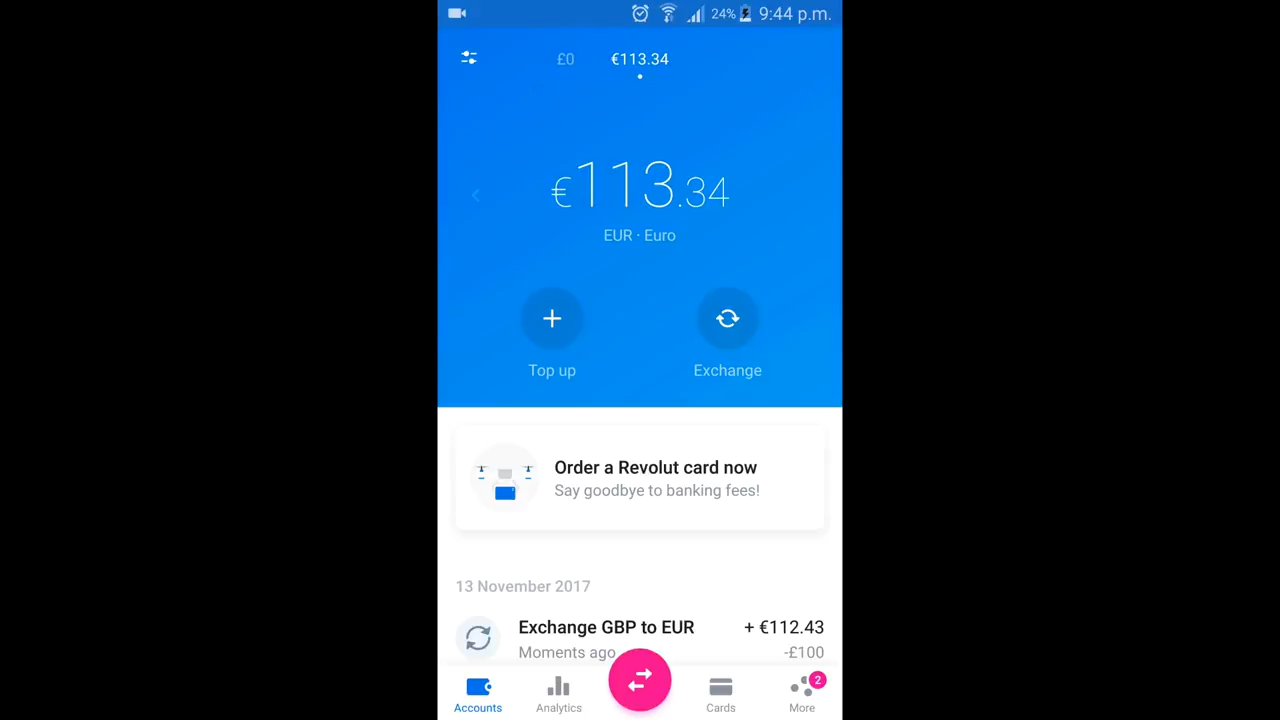 24% 9:44 p.m.
£0 €113.34
€113.34
EUR · Euro
Top up Exchange
Order a Revolut card now
Say goodbye to banking fees!
13 November 2017
Exchange GBP to EUR + €112.43
Moments ago -£100
2
Accounts Analytics Cards More